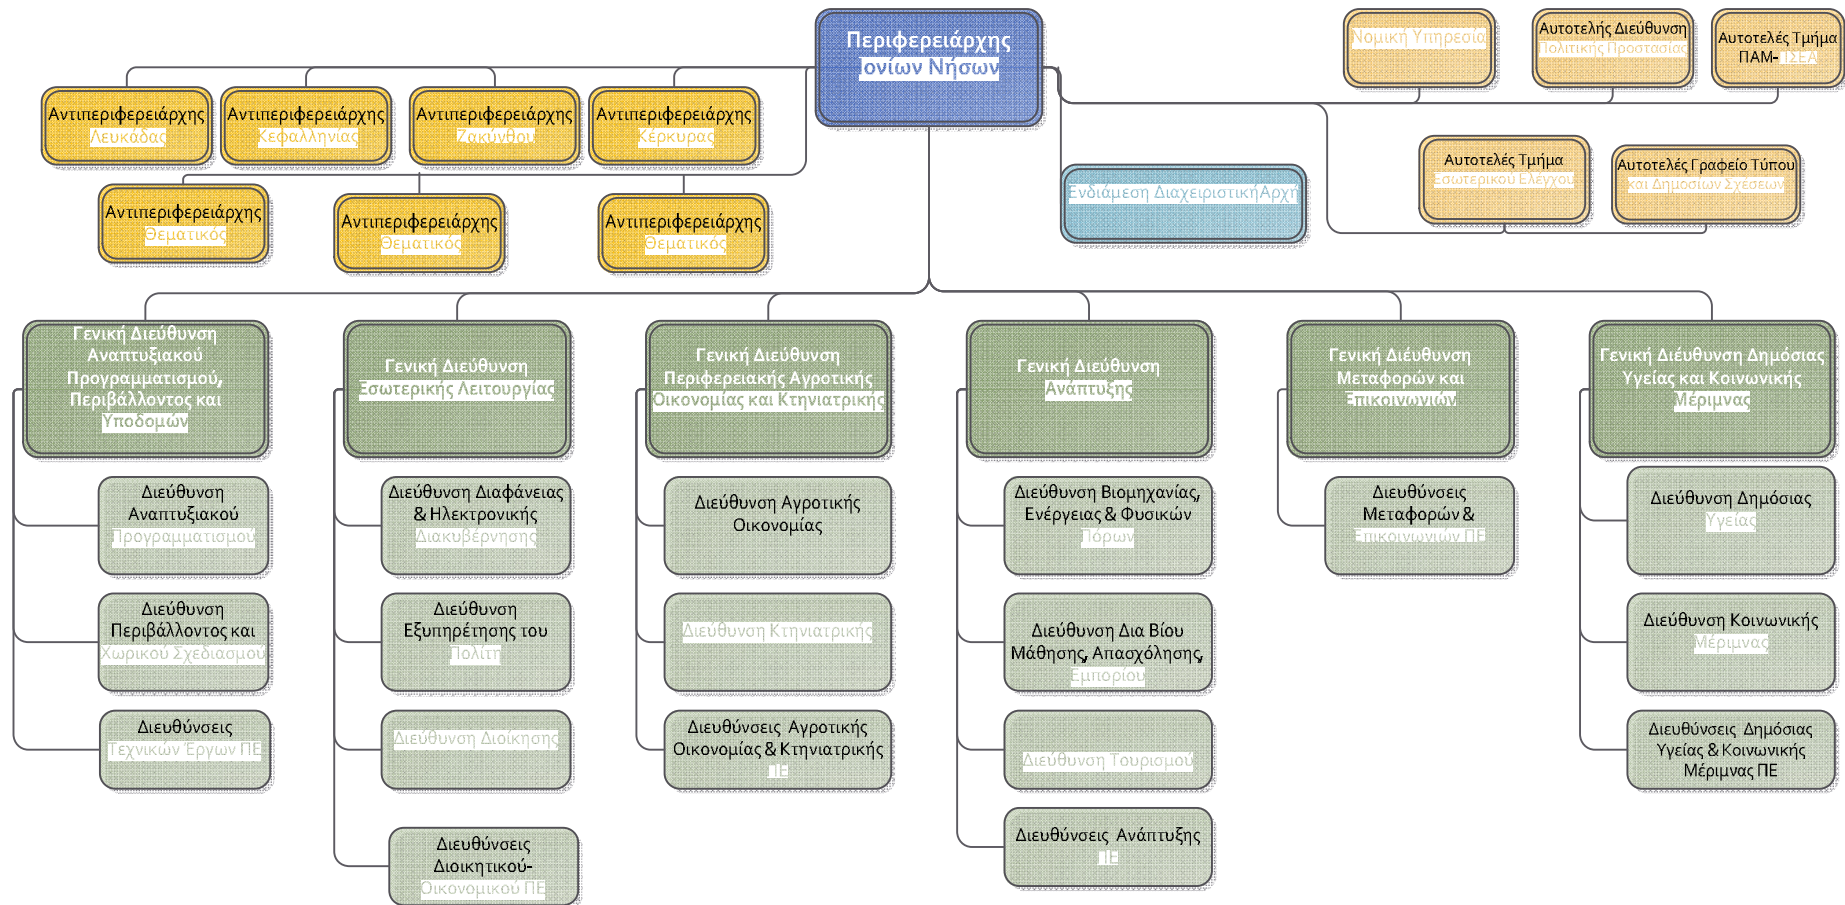 Περιφερειάρχης
Ιονίων Νήσων
Νομική Υπηρεσία
Αυτοτελής Διεύθυνση
Πολιτικής Προστασίας
Αυτοτελές Τμήμα
ΠΑΜ-ΠΣΕΑ
Αντιπεριφερειάρχης
Λευκάδας
Αντιπεριφερειάρχης
Κεφαλληνίας
Αντιπεριφερειάρχης
Ζακύνθου
Αντιπεριφερειάρχης
Κέρκυρας
Αυτοτελές Τμήμα
Εσωτερικού Ελέγχου
Αυτοτελές Γραφείο Τύπου
και Δημοσίων Σχέσεων
Ενδιάμεση ΔιαχειριστικήΑρχή
Αντιπεριφερειάρχης
Θεματικός
Αντιπεριφερειάρχης
Θεματικός
Αντιπεριφερειάρχης
Θεματικός
Γενική Διεύθυνση
Αναπτυξιακού
Προγραμματισμού,
Περιβάλλοντος και
Υποδομών
Γενική Διεύθυνση
Εσωτερικής Λειτουργίας
Γενική Διεύθυνση
Περιφερειακής Αγροτικής
Οικονομίας και Κτηνιατρικής
Γενική Διεύθυνση
Ανάπτυξης
Γενική Διέυθυνση
Μεταφορών και
Επικοινωνιών
Γενική Διέυθυνση Δημόσιας
Υγείας και Κοινωνικής
Μέριμνας
Διεύθυνση
Αναπτυξιακού
Προγραμματισμου
Διεύθυνση Διαφάνειας
& Ηλεκτρονικής
Διακυβέρνησης
Διεύθυνση Αγροτικής
Οικονομίας
Διεύθυνση Βιομηχανίας,
Ενέργειας & Φυσικών
Πόρων
Διευθύνσεις
Μεταφορών &
Επικοινωνιών ΠΕ
Διεύθυνση Δημόσιας
Υγείας
Διεύθυνση
Περιβάλλοντος και
Χωρικού Σχεδιασμού
Διεύθυνση
Εξυπηρέτησης του
Πολίτη
Διεύθυνση Κτηνιατρικής
Διεύθυνση Δια Βίου
Μάθησης, Απασχόλησης,
Εμπορίου
Διεύθυνση Κοινωνικής
Μέριμνας
Διευθύνσεις
Τεχνικών Έργων ΠΕ
Διεύθυνση Διοίκησης
Διευθύνσεις Αγροτικής
Οικονομίας & Κτηνιατρικής
ΠΕ
Διεύθυνση Τουρισμού
Διευθύνσεις Δημόσιας
Υγείας & Κοινωνικής
Μέριμνας ΠΕ
Διευθύνσεις
Διοικητικού-
Οικονομικού ΠΕ
Διευθύνσεις Ανάπτυξης
ΠΕ